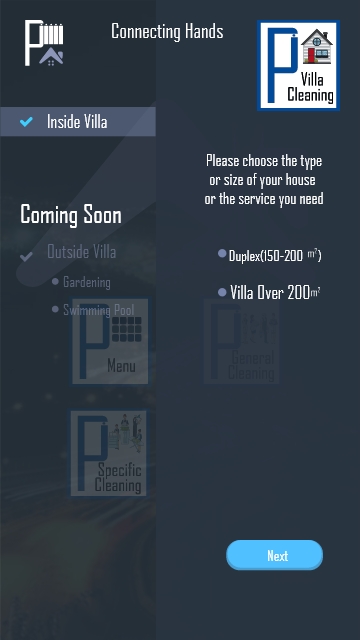 Connecting Hands
Villa
Cleaning
Inside Villa
Please choose the type
or size of your house
or the service you need
Coming Soon
Outside Villa
Gardening
Swimming Pool
Duplex(150-200 m²)
Villa Over 200m²
Menu
General
Cleaning
Specific
Cleaning
Next